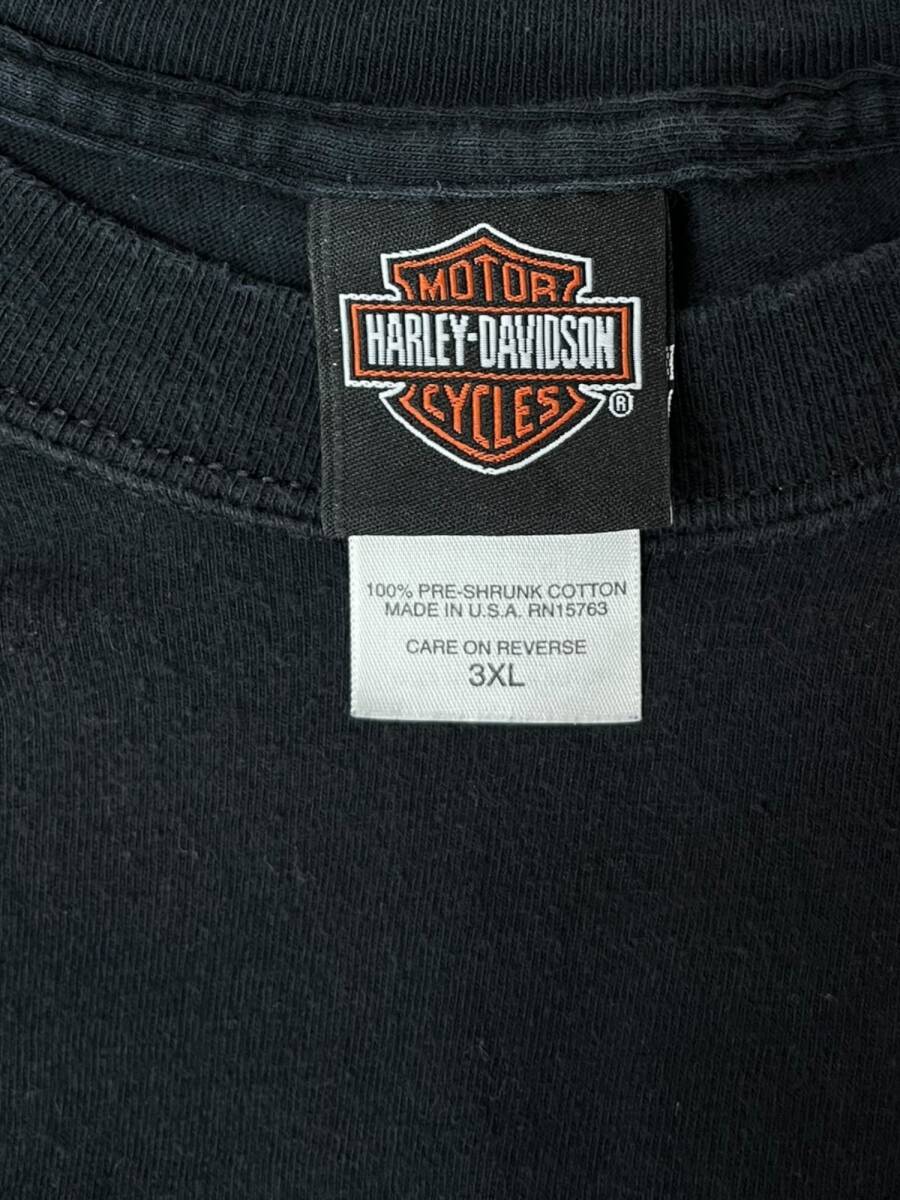 MOTOR
HARLEY-DAVIDSON
CYCLES
®
100% PRE-SHRUNK COTTON
MADE IN U.S.A. RN15763
CARE ON REVERSE
3XL